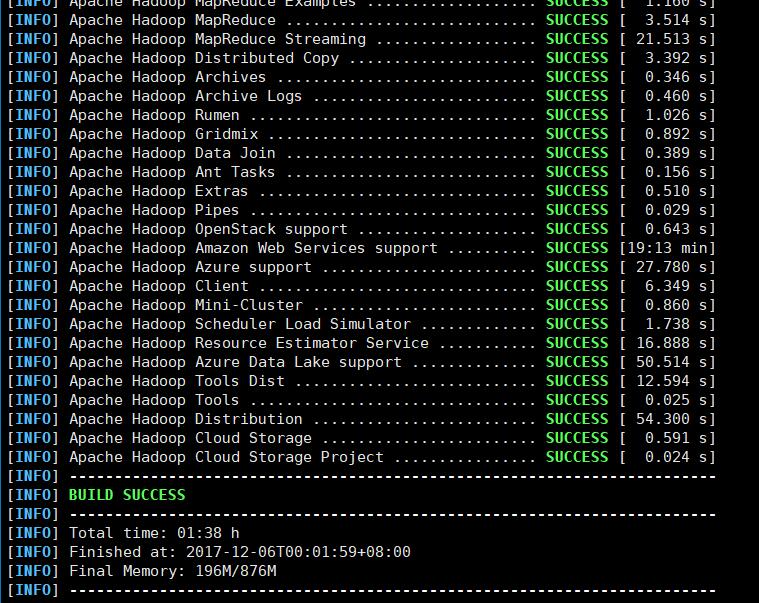 [INFO] Apache Hadoop MapReduce Examples ................... SUCCESS [  1.160 s]
[INFO] Apache Hadoop MapReduce ............................ SUCCESS [  3.514 s]
[INFO] Apache Hadoop MapReduce Streaming .................. SUCCESS [ 21.513 s]
[INFO] Apache Hadoop Distributed Copy ..................... SUCCESS [  3.392 s]
[INFO] Apache Hadoop Archives ............................. SUCCESS [  0.346 s]
[INFO] Apache Hadoop Archive Logs ......................... SUCCESS [  0.460 s]
[INFO] Apache Hadoop Rumen ................................ SUCCESS [  1.026 s]
[INFO] Apache Hadoop Gridmix .............................. SUCCESS [  0.892 s]
[INFO] Apache Hadoop Data Join ............................ SUCCESS [  0.389 s]
[INFO] Apache Hadoop Ant Tasks ............................ SUCCESS [  0.156 s]
[INFO] Apache Hadoop Extras ............................... SUCCESS [  0.510 s]
[INFO] Apache Hadoop Pipes ................................ SUCCESS [  0.029 s]
[INFO] Apache Hadoop OpenStack support .................... SUCCESS [  0.643 s]
[INFO] Apache Hadoop Amazon Web Services support .......... SUCCESS [19:13 min]
[INFO] Apache Hadoop Azure support ........................ SUCCESS [ 27.780 s]
[INFO] Apache Hadoop Client ............................... SUCCESS [  6.349 s]
[INFO] Apache Hadoop Mini-Cluster ......................... SUCCESS [  0.860 s]
[INFO] Apache Hadoop Scheduler Load Simulator ............. SUCCESS [  1.738 s]
[INFO] Apache Hadoop Resource Estimator Service ........... SUCCESS [ 16.888 s]
[INFO] Apache Hadoop Azure Data Lake support .............. SUCCESS [ 50.514 s]
[INFO] Apache Hadoop Tools Dist ........................... SUCCESS [ 12.594 s]
[INFO] Apache Hadoop Tools ................................ SUCCESS [  0.025 s]
[INFO] Apache Hadoop Distribution ......................... SUCCESS [ 54.300 s]
[INFO] Apache Hadoop Cloud Storage ........................ SUCCESS [  0.591 s]
[INFO] Apache Hadoop Cloud Storage Project ................ SUCCESS [  0.024 s]
[INFO] ------------------------------------------------------------------------
[INFO] BUILD SUCCESS
[INFO] ------------------------------------------------------------------------
[INFO] Total time: 01:38 h
[INFO] Finished at: 2017-12-06T00:01:59+08:00
[INFO] Final Memory: 196M/876M
[INFO] ------------------------------------------------------------------------